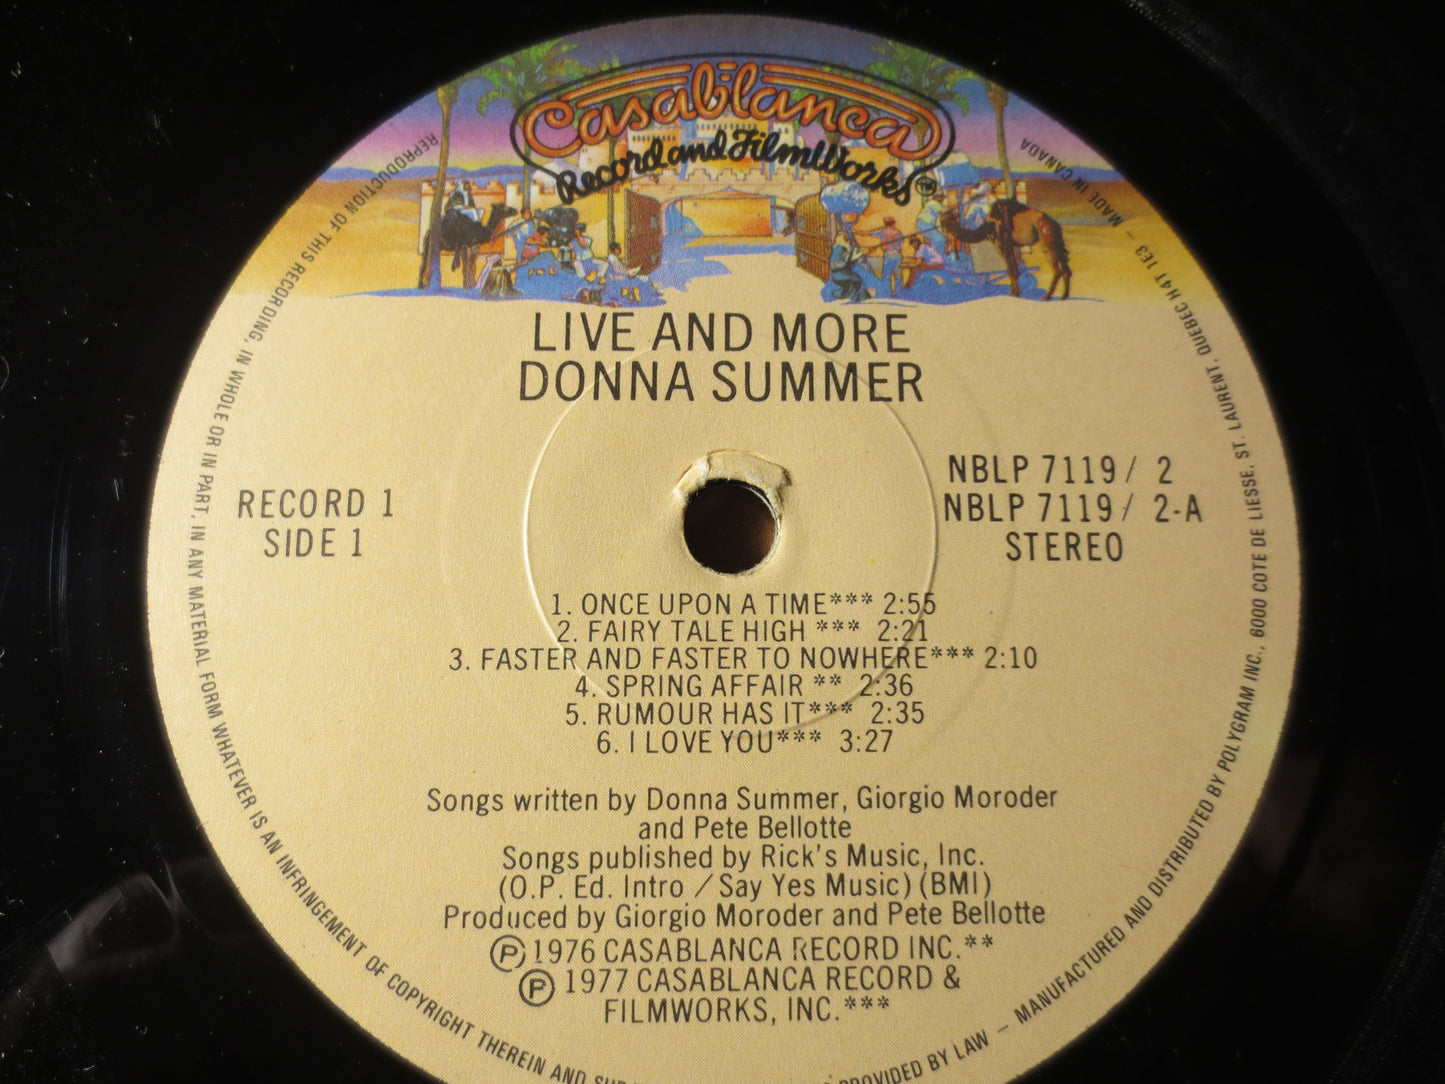 Casablanca
Record and FilmWorks TM
LIVE AND MORE
DONNA SUMMER
RECORD 1
SIDE 1
NBLP 7119/ 2
NBLP 7119/ 2-A
STEREO
1. ONCE UPON A TIME*** 2:55
2. FAIRY TALE HIGH *** 2:21
3. FASTER AND FASTER TO NOWHERE*** 2:10
4. SPRING AFFAIR ** 2:36
5. RUMOUR HAS IT*** 2:35
6. I LOVE YOU*** 3:27
Songs written by Donna Summer, Giorgio Moroder
and Pete Bellotte
Songs published by Rick's Music, Inc.
(O.P. Ed. Intro / Say Yes Music) (BMI)
Produced by Giorgio Moroder and Pete Bellotte
Ⓟ 1976 CASABLANCA RECORD INC.**
Ⓟ 1977 CASABLANCA RECORD &
FILMWORKS, INC.***
REPRODUCTION OF THIS RECORDING, IN WHOLE OR IN PART, IN ANY MATERIAL FORM WHATEVER IS AN INFRINGEMENT OF COPYRIGHT THEREIN AND PROVIDED BY LAW – MANUFACTURED AND DISTRIBUTED BY POLYGRAM INC., 6000 COTE DE LIESSE, ST. LAURENT, QUEBEC H4T 1E3 – MADE IN CANADA